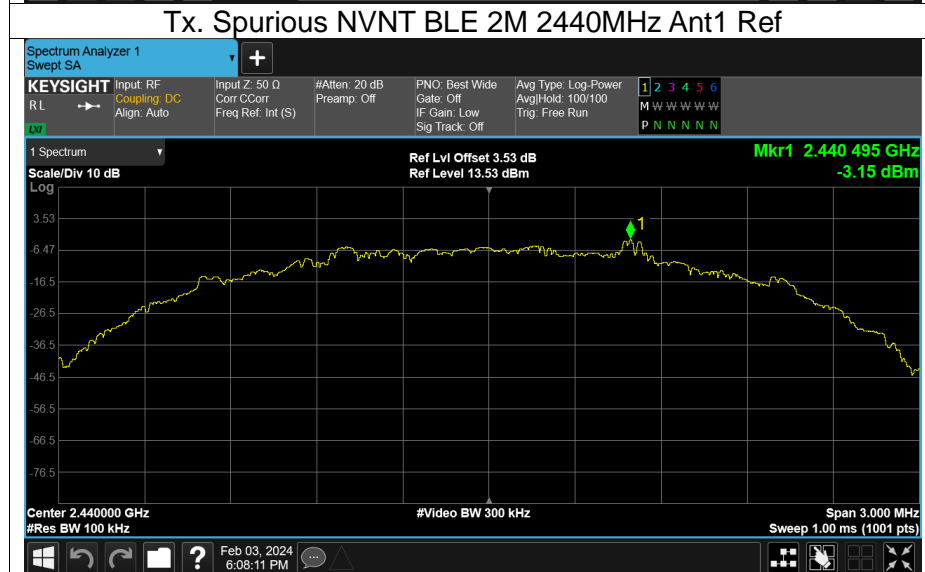 Tx. Spurious NVNT BLE 2M 2440MHz Ant1 Ref
Spectrum Analyzer 1
Swept SA
+
KEYSIGHT
R L
LXI
Input: RF
Coupling: DC
Align: Auto
Input Z: 50 Ω
Corr CCorr
Freq Ref: Int (S)
#Atten: 20 dB
Preamp: Off
PNO: Best Wide
Gate: Off
IF Gain: Low
Sig Track: Off
Avg Type: Log-Power
Avg|Hold: 100/100
Trig: Free Run
1 2 3 4 5 6
M W W W W W
P N N N N N
1 Spectrum
Scale/Div 10 dB
Ref Lvl Offset 3.53 dB
Ref Level 13.53 dBm
Mkr1 2.440 495 GHz
-3.15 dBm
Log
1
3.53
-6.47
-16.5
-26.5
-36.5
-46.5
-56.5
-66.5
-76.5
Center 2.440000 GHz
#Res BW 100 kHz
#Video BW 300 kHz
Span 3.000 MHz
Sweep 1.00 ms (1001 pts)
?
Feb 03, 2024
6:08:11 PM